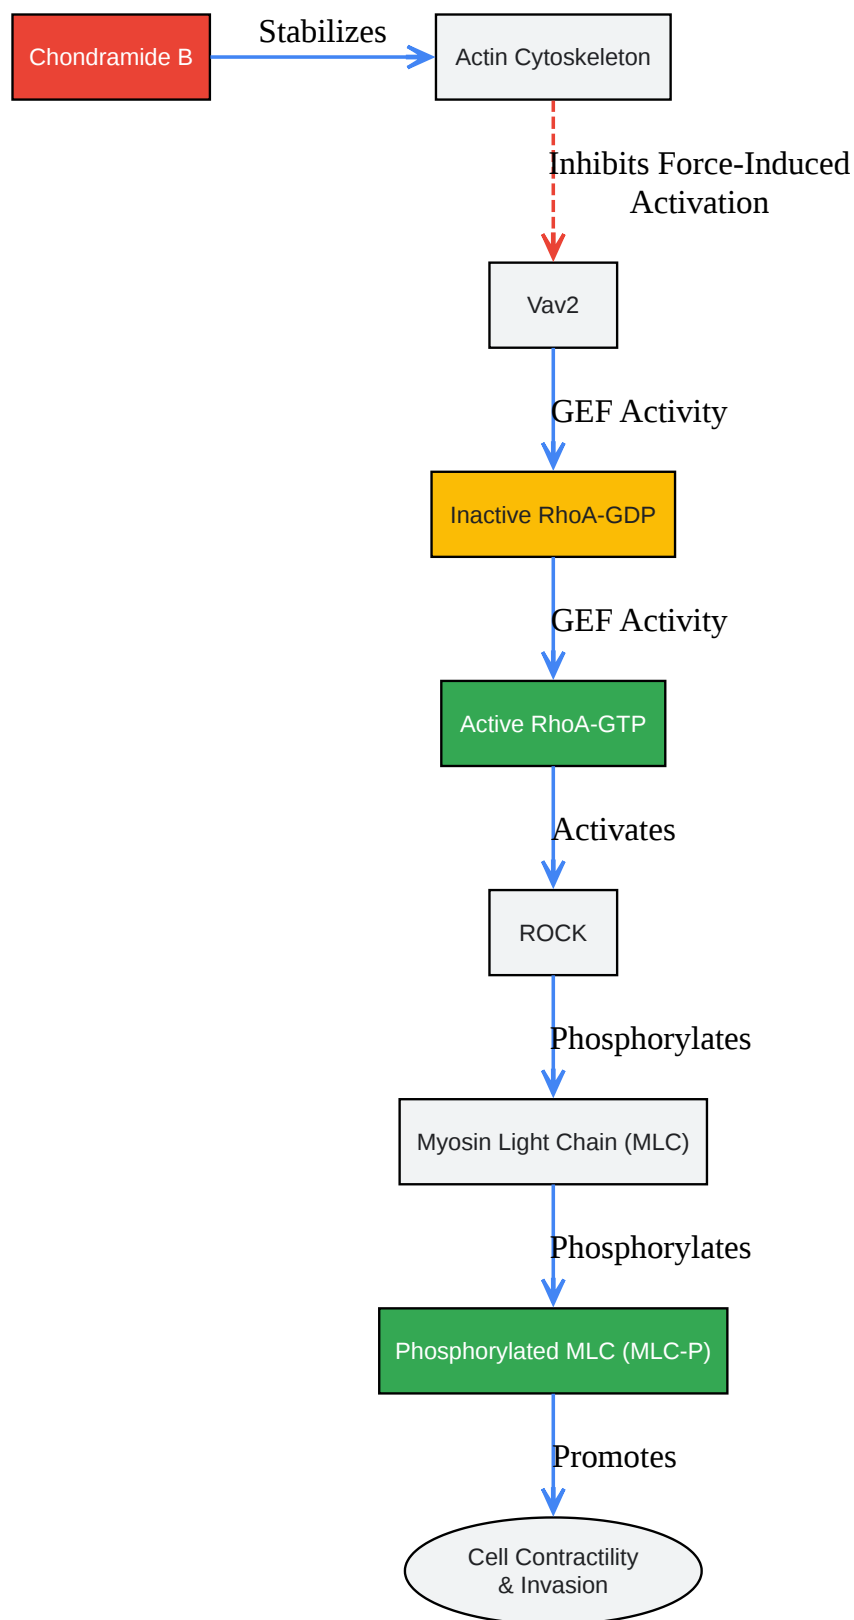 Stabilizes
Chondramide B
Actin Cytoskeleton
Inhibits Force-Induced
Activation
Vav2
GEF Activity
Inactive RhoA-GDP
GEF Activity
Active RhoA-GTP
Activates
ROCK
Phosphorylates
Myosin Light Chain (MLC)
Phosphorylates
Phosphorylated MLC (MLC-P)
Promotes
Cell Contractility
& Invasion